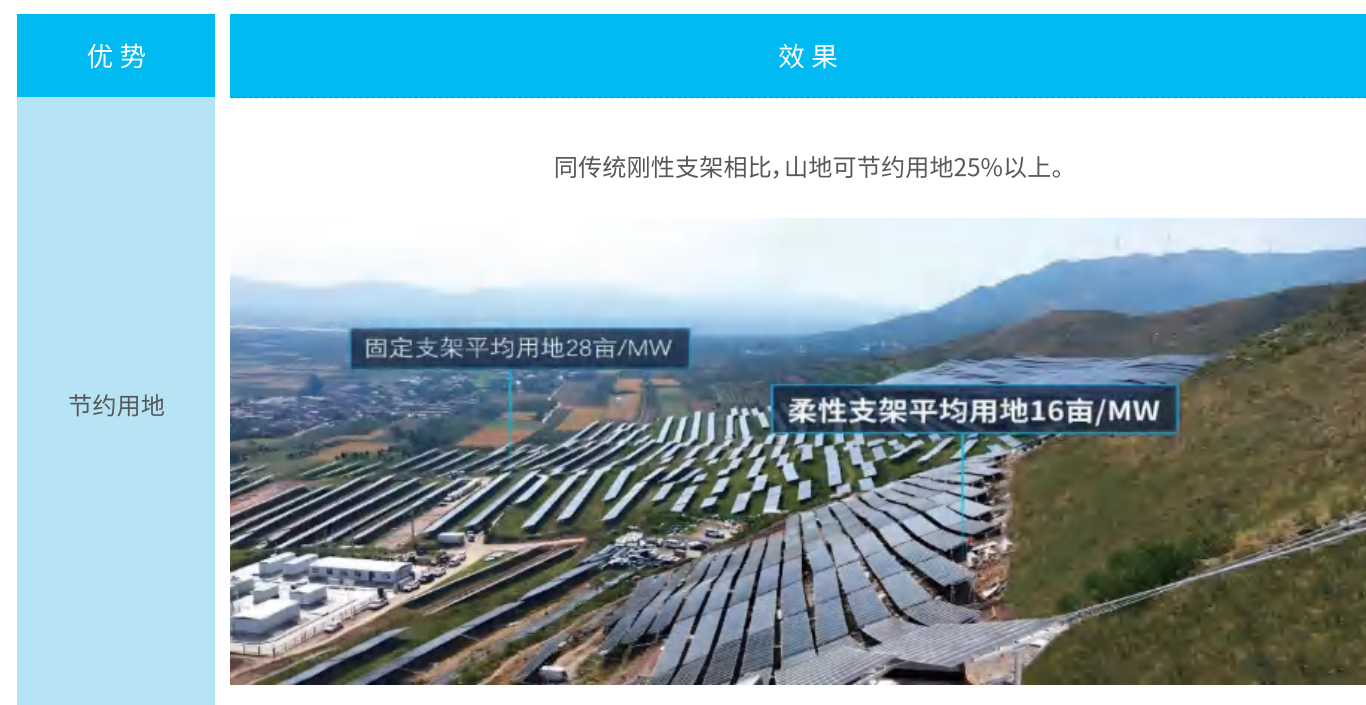 优势
效果
同传统刚性支架相比，山地可节约用地25%以上。
固定支架平均用地28亩/MW
柔性支架平均用地16亩/MW
节约用地